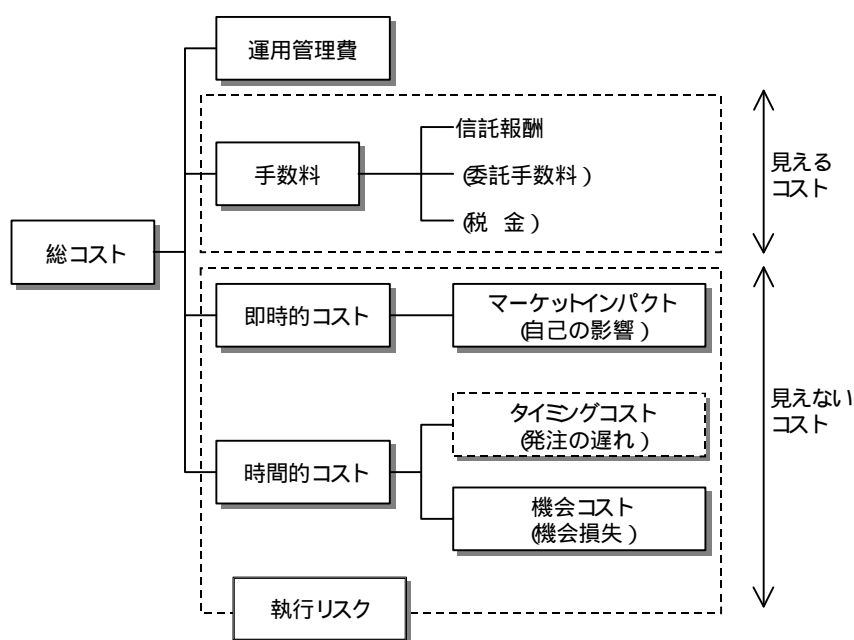 運用管理費
信託報酬
手数料
(委託手数料)
(税 金)
見える
コスト
総コスト
即時的コスト
マーケットインパクト
(自己の影響)
見えない
コスト
タイミングコスト
(発注の遅れ)
時間的コスト
機会コスト
(機会損失)
執行リスク